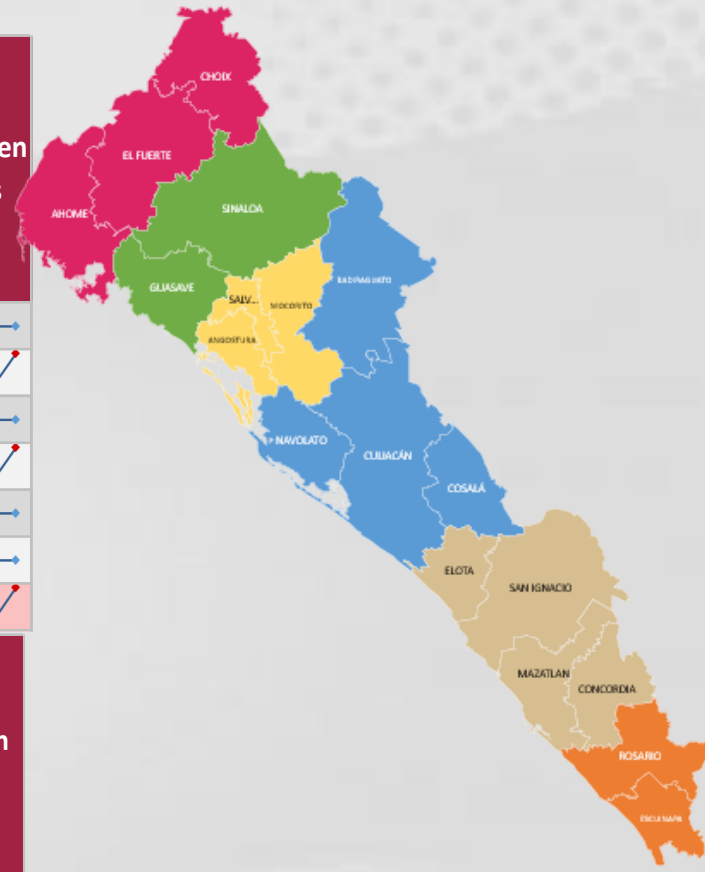 CHOIX
en
EL FUERTE
s
AHOME
SINALOA
BADIRAGUATO
GUASAVE
SALV...
MOCORITO
ANGOSTURA
NAVOLATO
CULIACÁN
COSALÁ
ELOTA
SAN IGNACIO
MAZATLAN
CONCORDIA
n
ROSARIO
ESCUINAPA